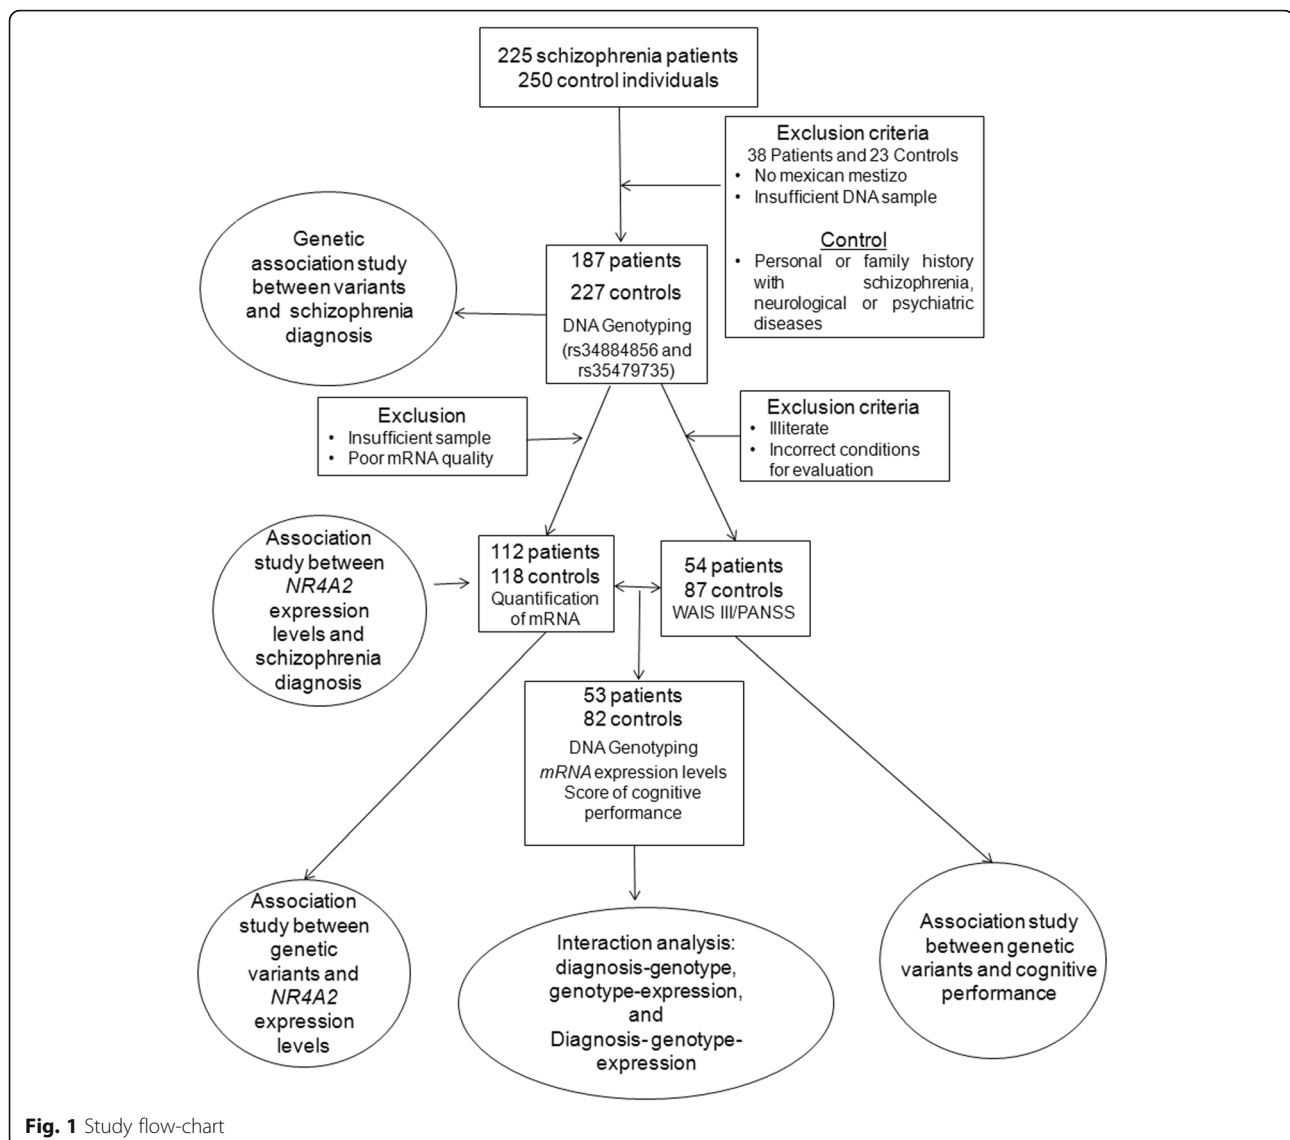 225 schizophrenia patients
250 control individuals
Exclusion criteria
38 Patients and 23 Controls
• No mexican mestizo
• Insufficient DNA sample
Control
• Personal or family history
with schizophrenia,
neurological or psychiatric
diseases
Genetic
association study
between variants
and schizophrenia
diagnosis
187 patients
227 controls
DNA Genotyping
(rs34884856 and
rs35479735)
Exclusion
• Insufficient sample
• Poor mRNA quality
Exclusion criteria
• Illiterate
• Incorrect conditions
for evaluation
Association
study between
NR4A2
expression
levels and
schizophrenia
diagnosis
112 patients
118 controls
Quantification
of mRNA
54 patients
87 controls
WAIS III/PANSS
53 patients
82 controls
DNA Genotyping
mRNA expression levels
Score of cognitive
performance
Association
study between
genetic
variants and
NR4A2
expression
levels
Interaction analysis:
diagnosis-genotype,
genotype-expression,
and
Diagnosis- genotype-
expression
Association study
between genetic
variants and cognitive
performance
Fig. 1 Study flow-chart